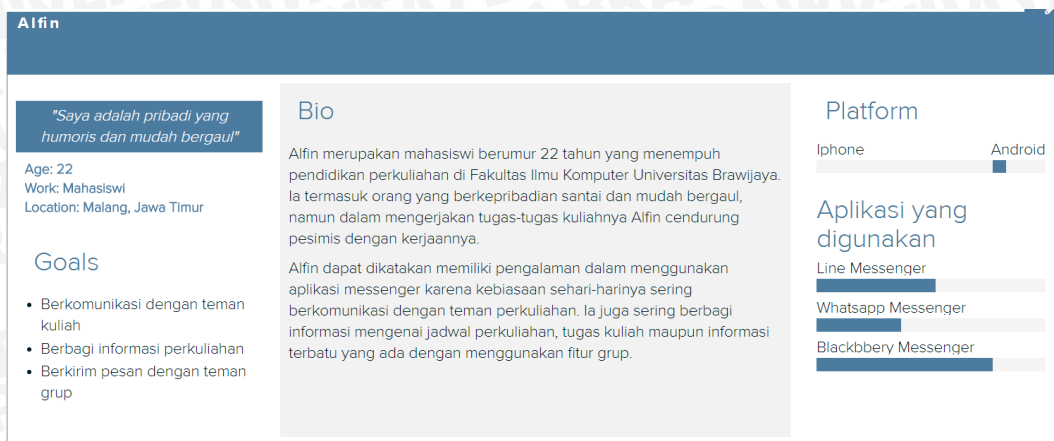 Alfin
"Saya adalah pribadi yang
humoris dan mudah bergaul"
Age: 22
Work: Mahasiswi
Location: Malang, Jawa Timur
Goals
• Berkomunikasi dengan teman
kuliah
• Berbagi informasi perkuliahan
• Berkirim pesan dengan teman
grup
Bio
Alfin merupakan mahasiswi berumur 22 tahun yang menempuh
pendidikan perkuliahan di Fakultas Ilmu Komputer Universitas Brawijaya.
Ia termasuk orang yang berkepribadian santai dan mudah bergaul,
namun dalam mengerjakan tugas-tugas kuliahnya Alfin cendurung
pesimis dengan kerjaannya.
Alfin dapat dikatakan memiliki pengalaman dalam menggunakan
aplikasi messenger karena kebiasaan sehari-harinya sering
berkomunikasi dengan teman perkuliahan. Ia juga sering berbagi
informasi mengenai jadwal perkuliahan, tugas kuliah maupun informasi
terbatu yang ada dengan menggunakan fitur grup.
Platform
Iphone Android
Aplikasi yang
digunakan
Line Messenger
Whatsapp Messenger
Blackbbery Messenger